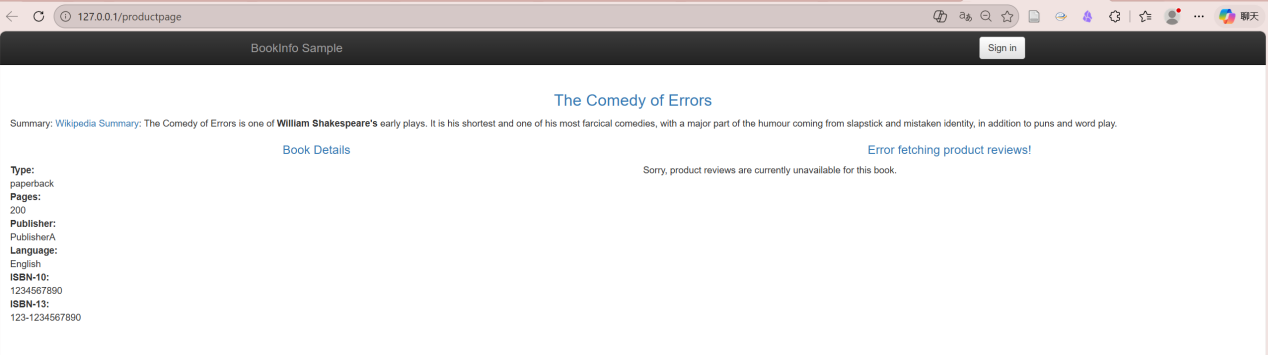 127.0.0.1/productpage
聊天
BookInfo Sample
Sign in
The Comedy of Errors
Summary: Wikipedia Summary: The Comedy of Errors is one of William Shakespeare's early plays. It is his shortest and one of his most farcical comedies, with a major part of the humour coming from slapstick and mistaken identity, in addition to puns and word play.
Book Details
Type:
paperback
Pages:
200
Publisher:
PublisherA
Language:
English
ISBN-10:
1234567890
ISBN-13:
123-1234567890
Error fetching product reviews!
Sorry, product reviews are currently unavailable for this book.